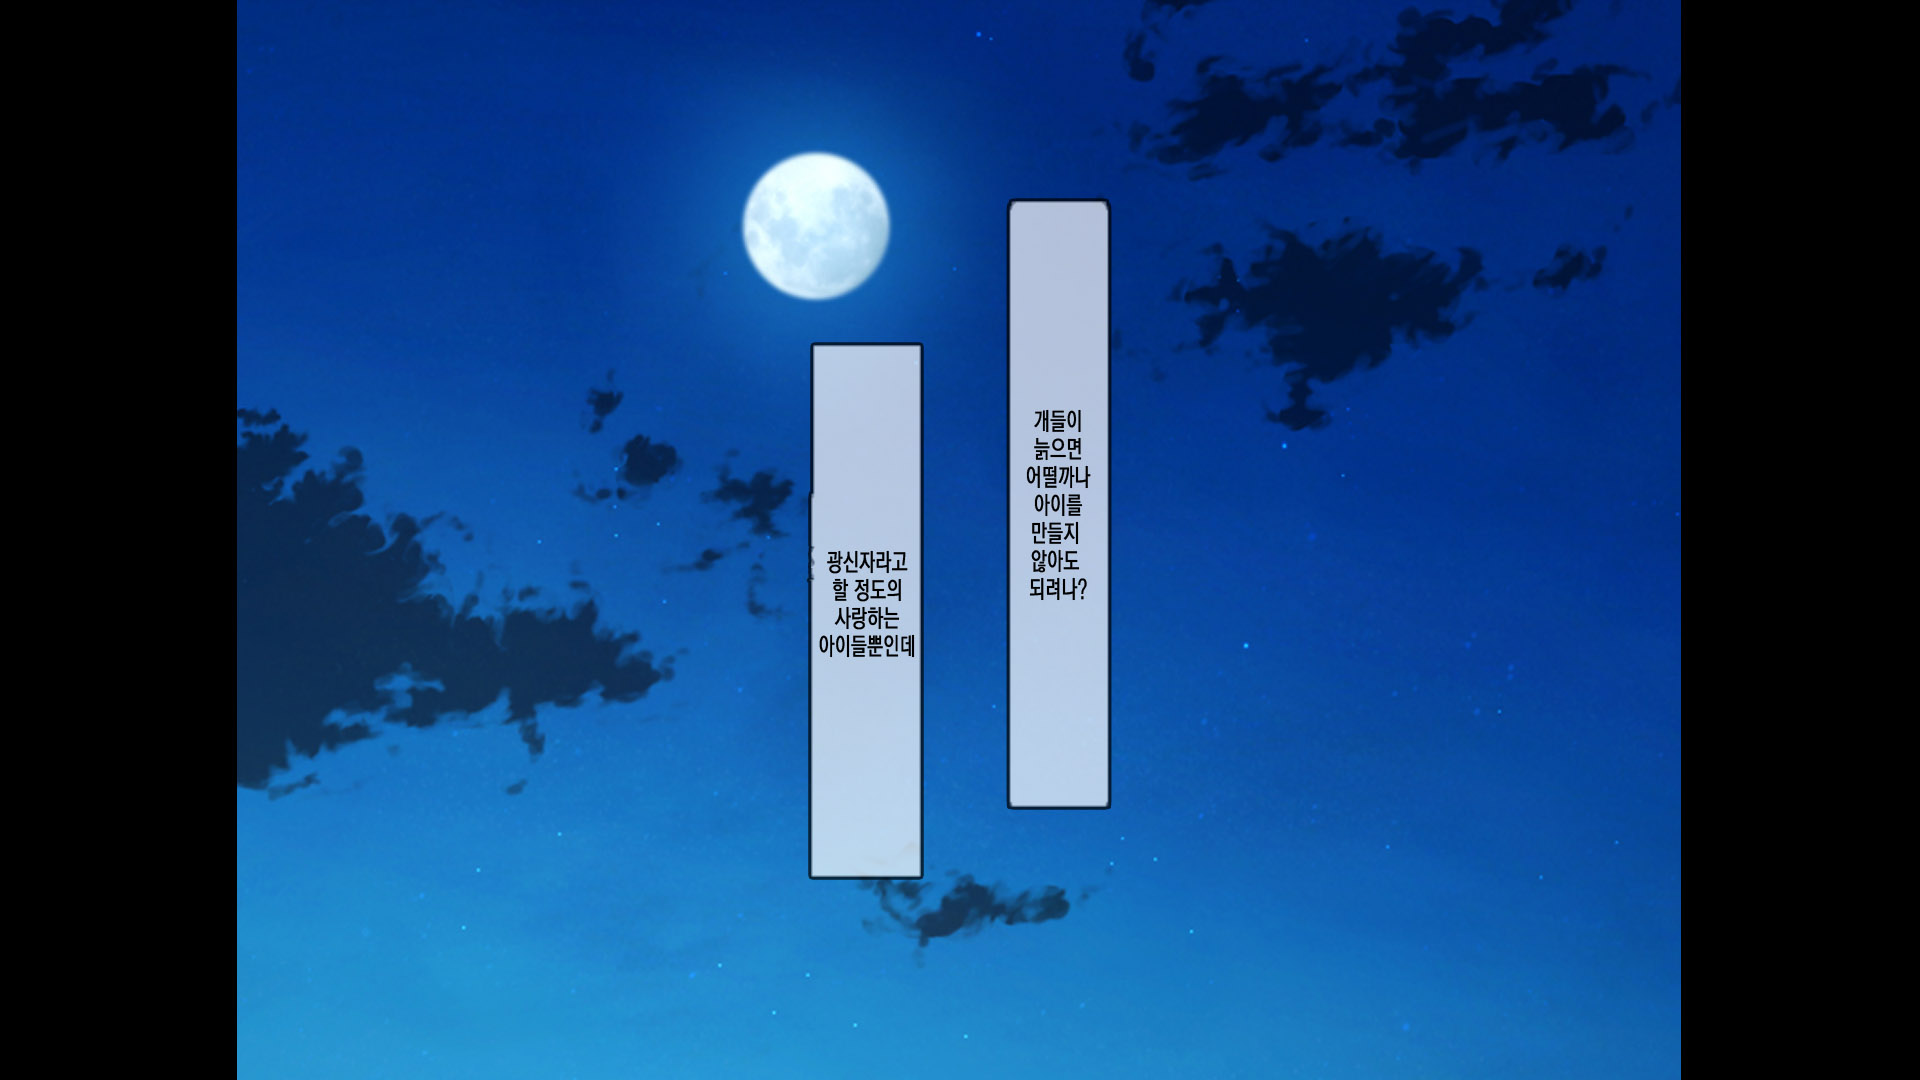 개들이
늙으면
어떨까나
아이를
만들지
않아도
되려나?
광신자라고
할 정도의
사랑하는
아이들뿐인데